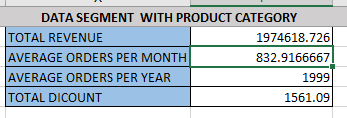 DATA SEGMENT WITH PRODUCT CATEGORY
TOTAL REVENUE 1974618.726
AVERAGE ORDERS PER MONTH 832.9166667
AVERAGE ORDERS PER YEAR 1999
TOTAL DICOUNT 1561.09